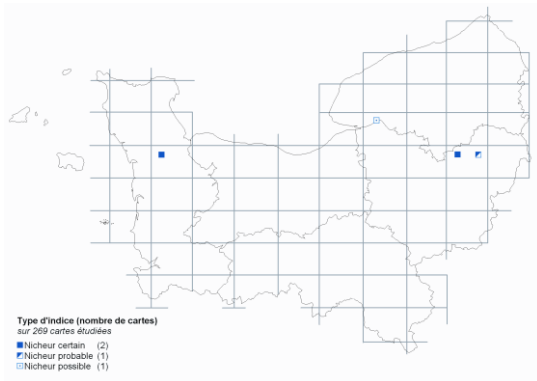 Type d'indice (nombre de cartes)
sur 269 cartes étudiées
Nicheur certain (2)
Nicheur probable (1)
Nicheur possible (1)